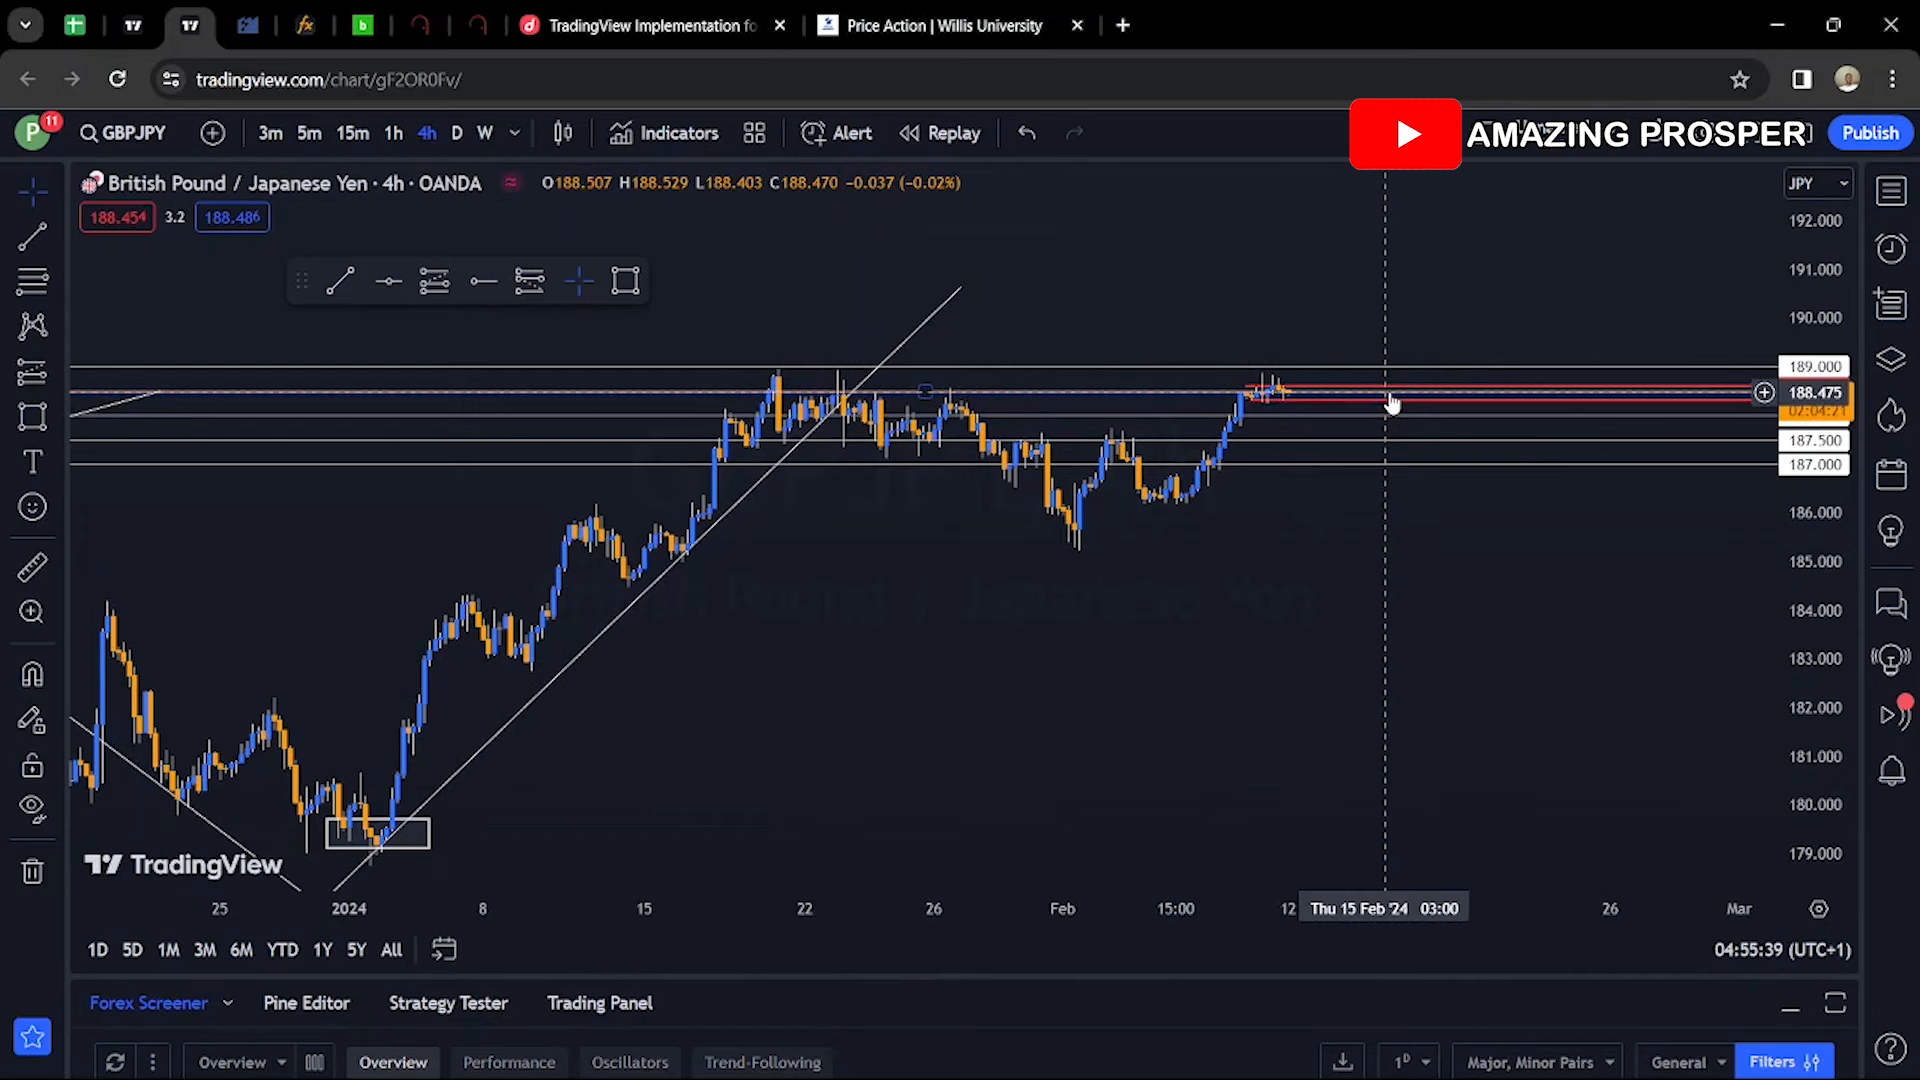 TradingView Implementation fo
Price Action | Willis University
tradingview.com/chart/gF2OR0Fv/
P 11 GBPJPY 3m 5m 15m 1h 4h D W Indicators Alert Replay AMAZING PROSPER Publish
British Pound / Japanese Yen · 4h · OANDA O188.507 H188.529 L188.403 C188.470 −0.037 (−0.02%) JPY
188.454 3.2 188.486
192.000
191.000
190.000
189.000
188.475
02:04:21
187.500
187.000
186.000
185.000
184.000
183.000
182.000
181.000
180.000
179.000
TradingView
25 2024 8 15 22 26 Feb 15:00 12 Thu 15 Feb '24 03:00 26 Mar
1D 5D 1M 3M 6M YTD 1Y 5Y All 04:55:39 (UTC+1)
Forex Screener Pine Editor Strategy Tester Trading Panel
Overview Overview Performance Oscillators Trend-Following 1D Major, Minor Pairs General Filters